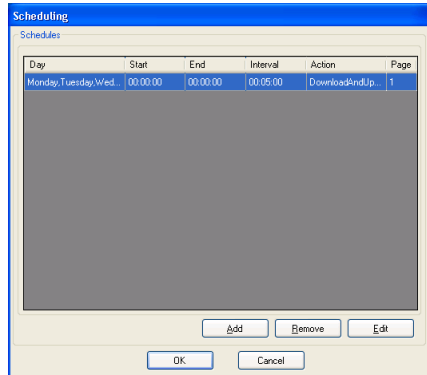 Scheduling
Schedules
Day Start End Interval Action Page
Monday,Tuesday,Wed... 00:00:00 00:00:00 00:05:00 DownloadAndUp... 1
Add Remove Edit
OK Cancel